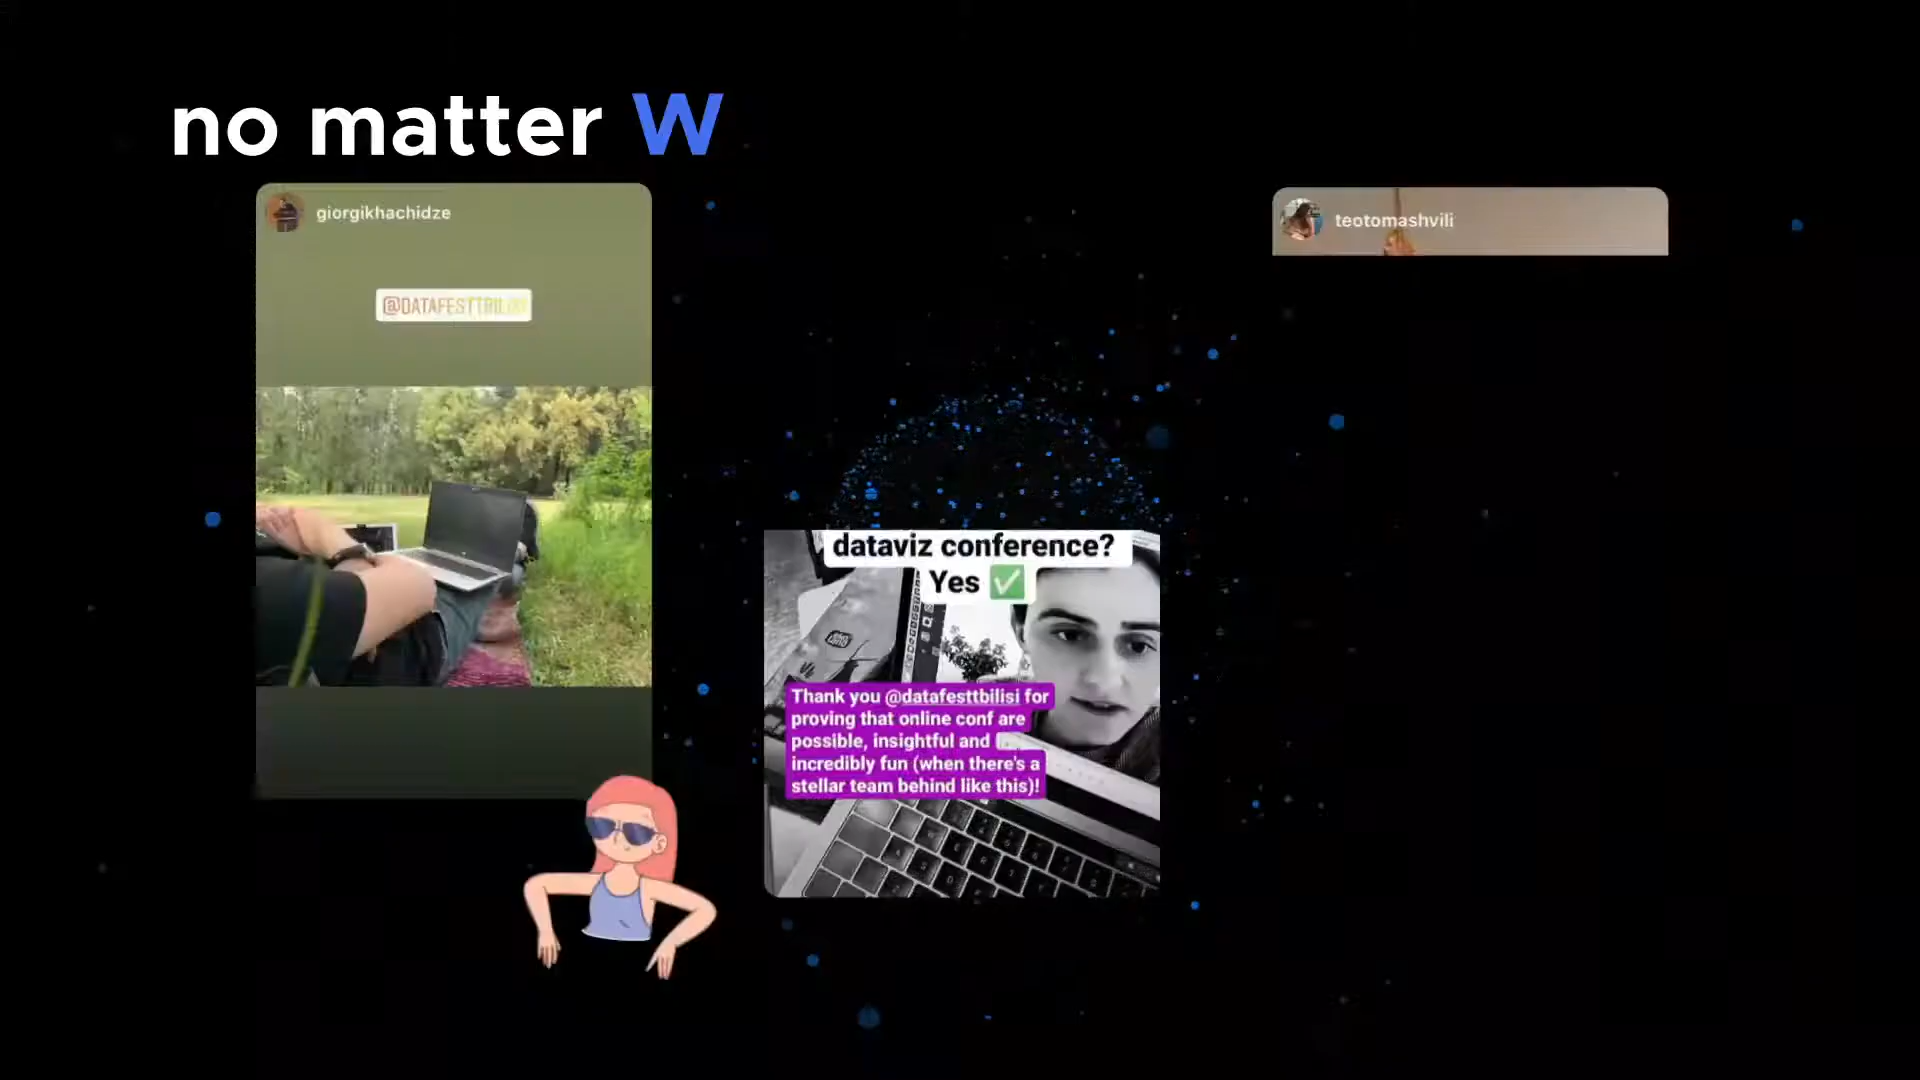 no matter W
giorgikhachidze
@DATAFESTTBILISI
teotomashvili
dataviz conference?
Yes ✅
Thank you @datafesttbilisi for
proving that online conf are
possible, insightful and
incredibly fun (when there's a
stellar team behind like this)!